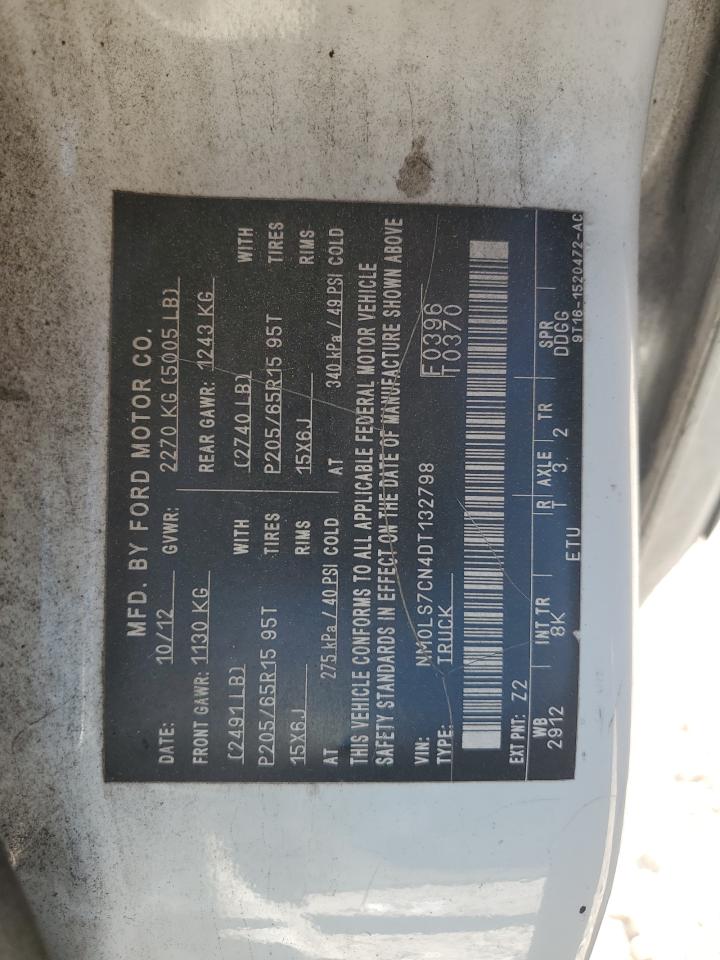 MFD. BY FORD MOTOR CO.
DATE: 10/12 GVWR: 2270 KG (5005 LB)
FRONT GAWR: 1130 KG REAR GAWR: 1243 KG
(2491LB) WITH (2740 LB) WITH
P205/65R15 95T TIRES P205/65R15 95T TIRES
15X6J RIMS 15X6J RIMS
AT 275 kPa / 40 PSI COLD AT 340 kPa / 49 PSI COLD
THIS VEHICLE CONFORMS TO ALL APPLICABLE FEDERAL MOTOR VEHICLE
SAFETY STANDARDS IN EFFECT ON THE DATE OF MANUFACTURE SHOWN ABOVE
VIN: NM0LS7CN4DT132798 F0396
TYPE: TRUCK T0370
EXT PNT: Z2
WB INT TR R AXLE TR SPR
2912 8K T 3. 2 DDGG
ETU 9T16-1520472-AC